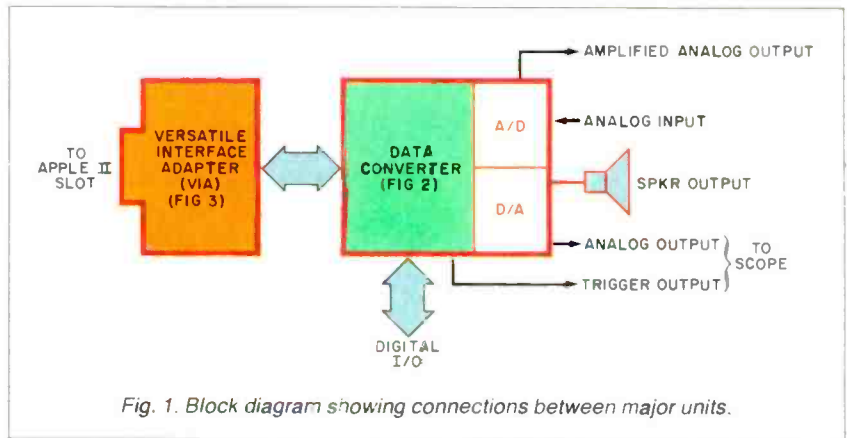 TO
APPLE II
SLOT
VERSATILE
INTERFACE
ADAPTER
(VIA)
(FIG 3)
DATA
CONVERTER
(FIG 2)
A/D
D/A
AMPLIFIED ANALOG OUTPUT
ANALOG INPUT
SPKR OUTPUT
ANALOG OUTPUT
TRIGGER OUTPUT
TO
SCOPE
DIGITAL
I/O
Fig. 1. Block diagram showing connections between major units.